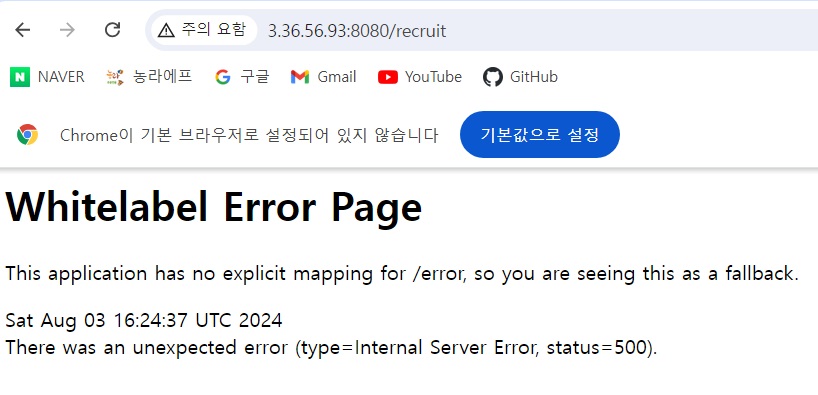 주의 요함 3.36.56.93:8080/recruit
NAVER 농라에프 구글 Gmail YouTube GitHub
Chrome이 기본 브라우저로 설정되어 있지 않습니다 기본값으로 설정
Whitelabel Error Page
This application has no explicit mapping for /error, so you are seeing this as a fallback.
Sat Aug 03 16:24:37 UTC 2024
There was an unexpected error (type=Internal Server Error, status=500).